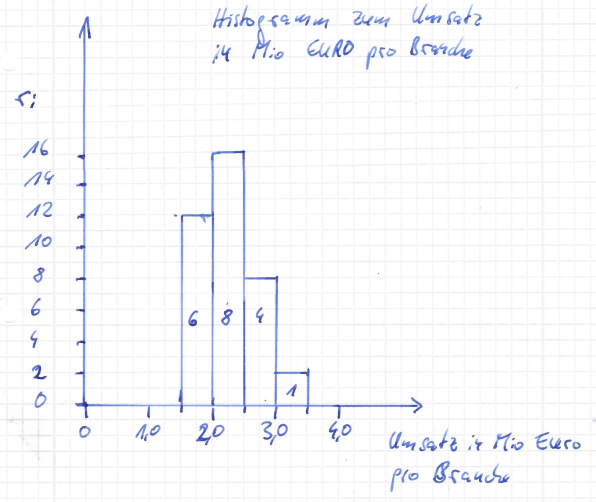 Histogramm zum Umsatz
in Mio EURO pro Branche
ri
16
14
12
10
8
6
4
2
0
6 8 4 1
0 1,0 2,0 3,0 4,0
Umsatz in Mio Euro
pro Branche